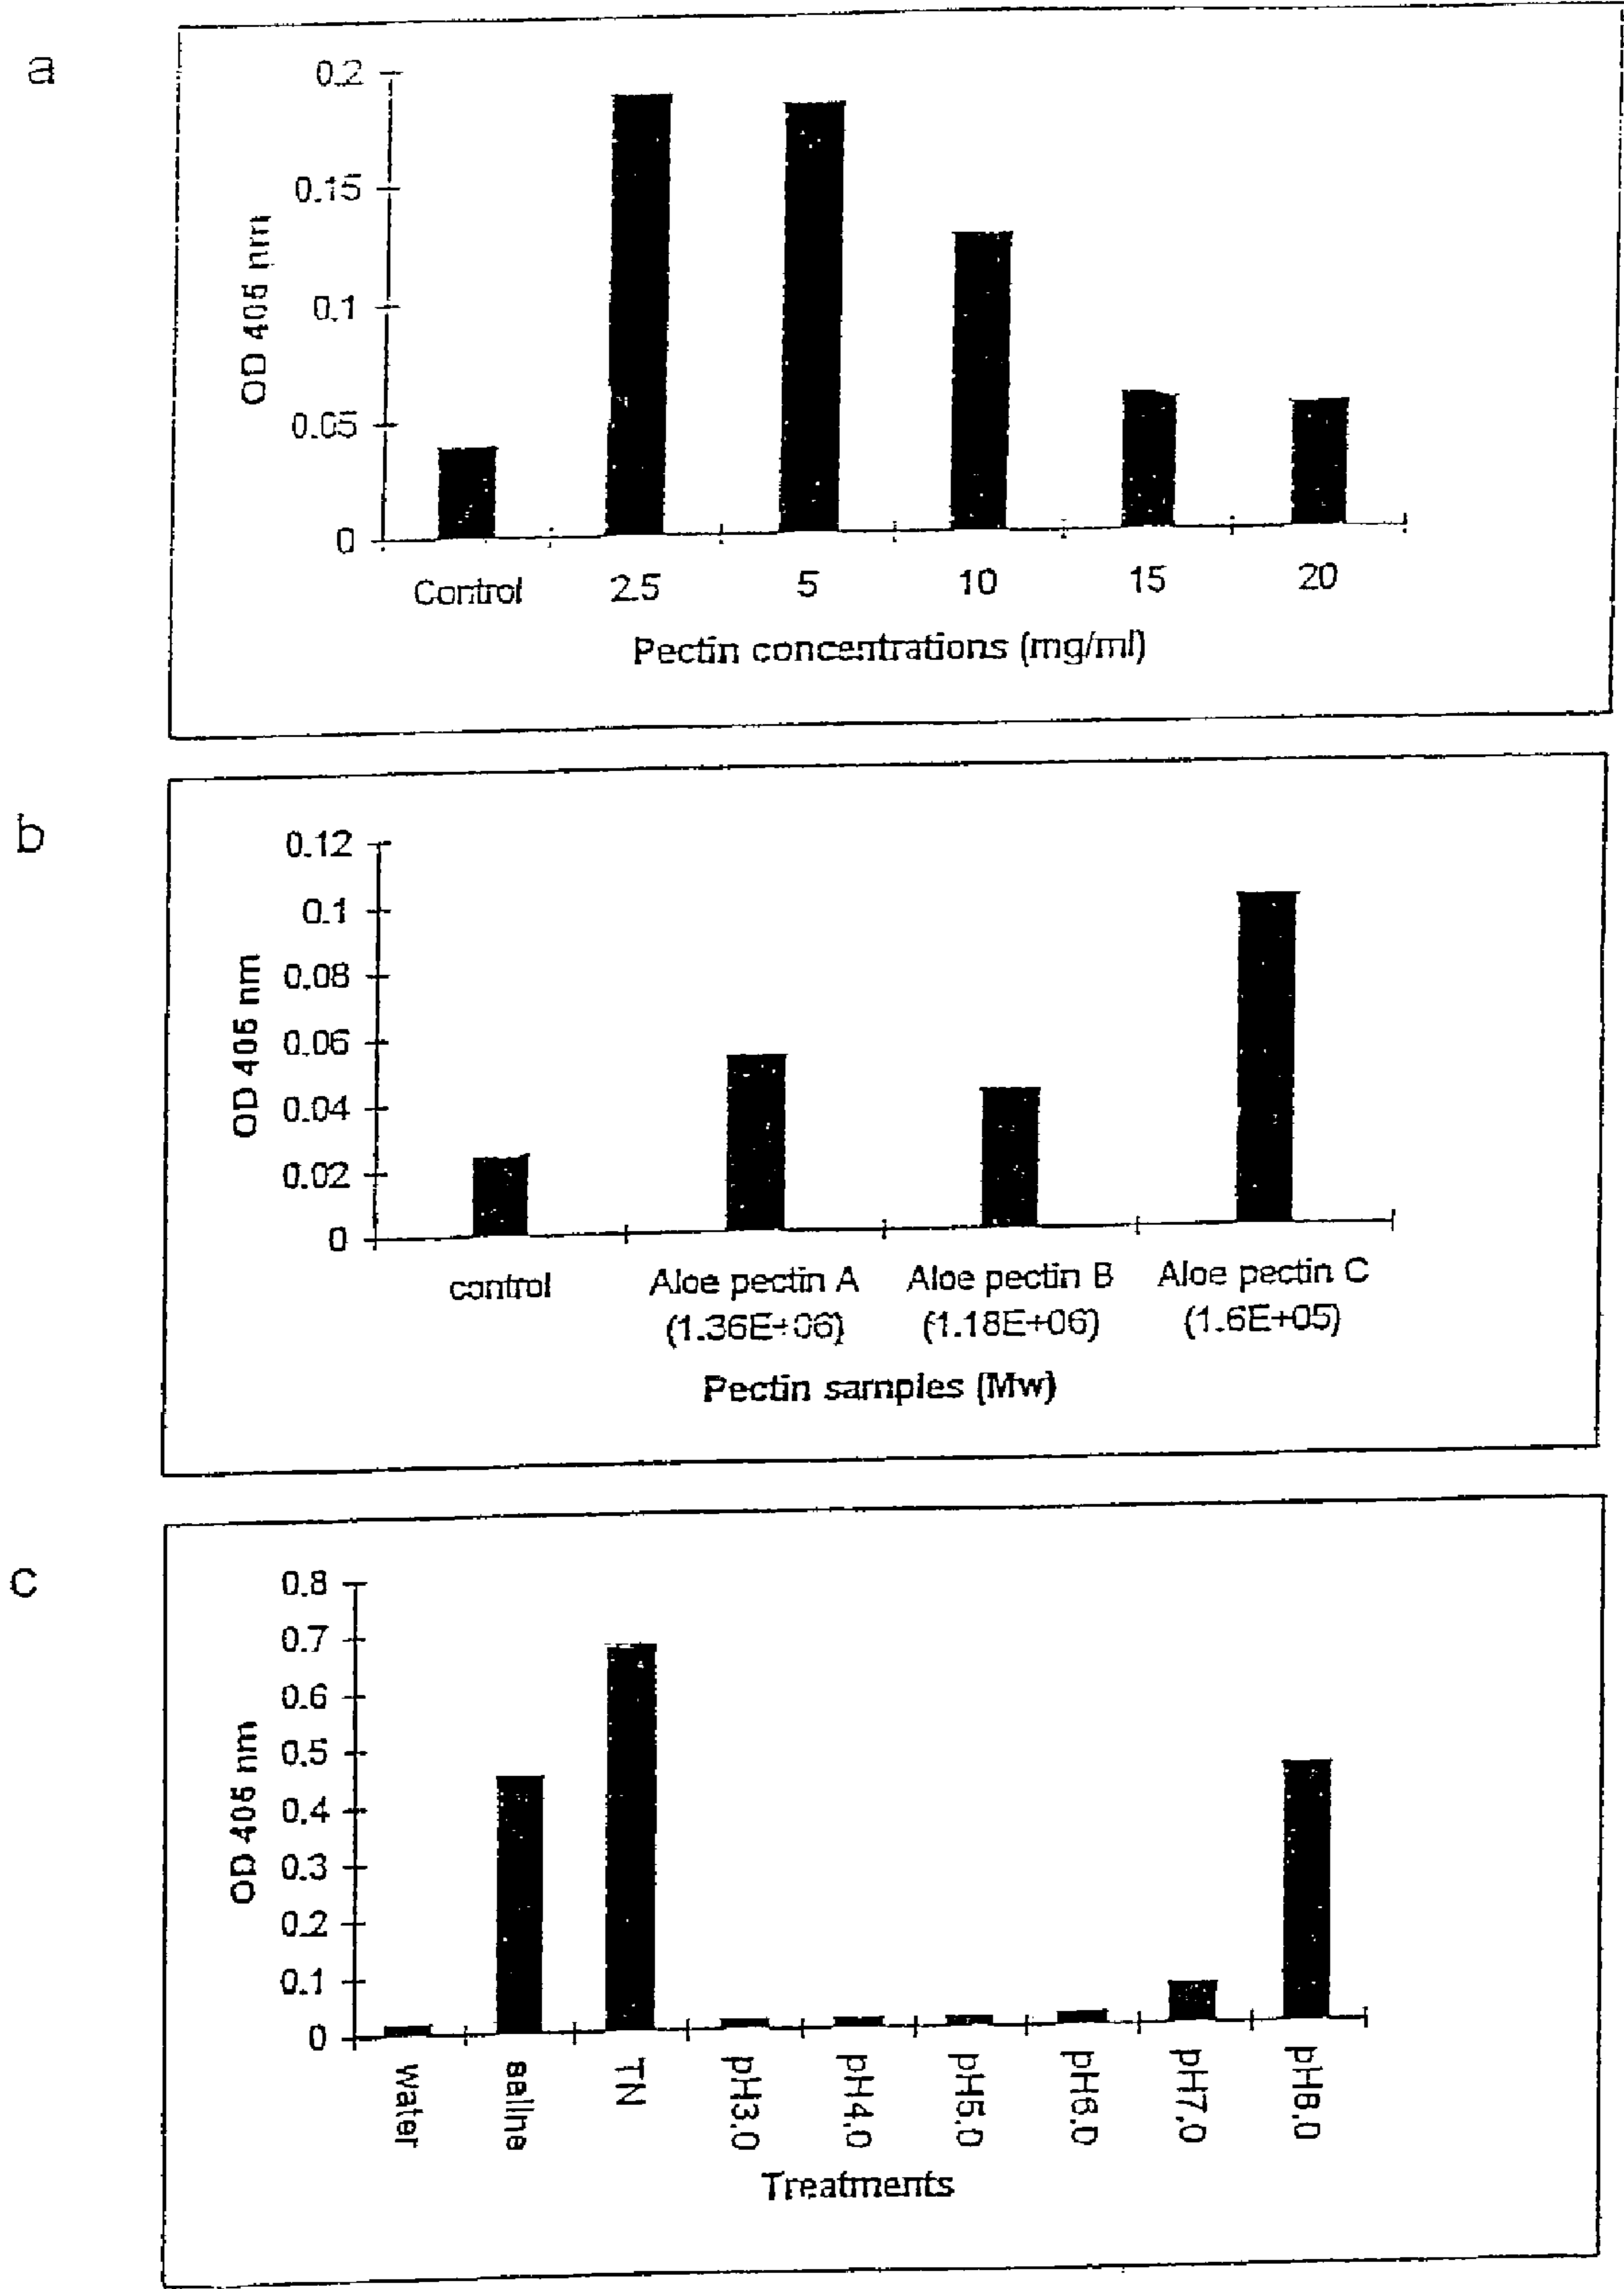 a
0.2
0.15
0.1
0.05
0
OD 405 nm
Control 2.5 5 10 15 20
Pectin concentrations (mg/ml)
b
0.12
0.1
0.08
0.06
0.04
0.02
0
OD 405 nm
control Aloe pectin A Aloe pectin B Aloe pectin C
(1.36E+06) (1.18E+06) (1.6E+05)
Pectin samples (Mw)
c
0.8
0.7
0.6
0.5
0.4
0.3
0.2
0.1
0
OD 405 nm
water saline TN pH3.0 pH4.0 pH5.0 pH6.0 pH7.0 pH8.0
Treatments